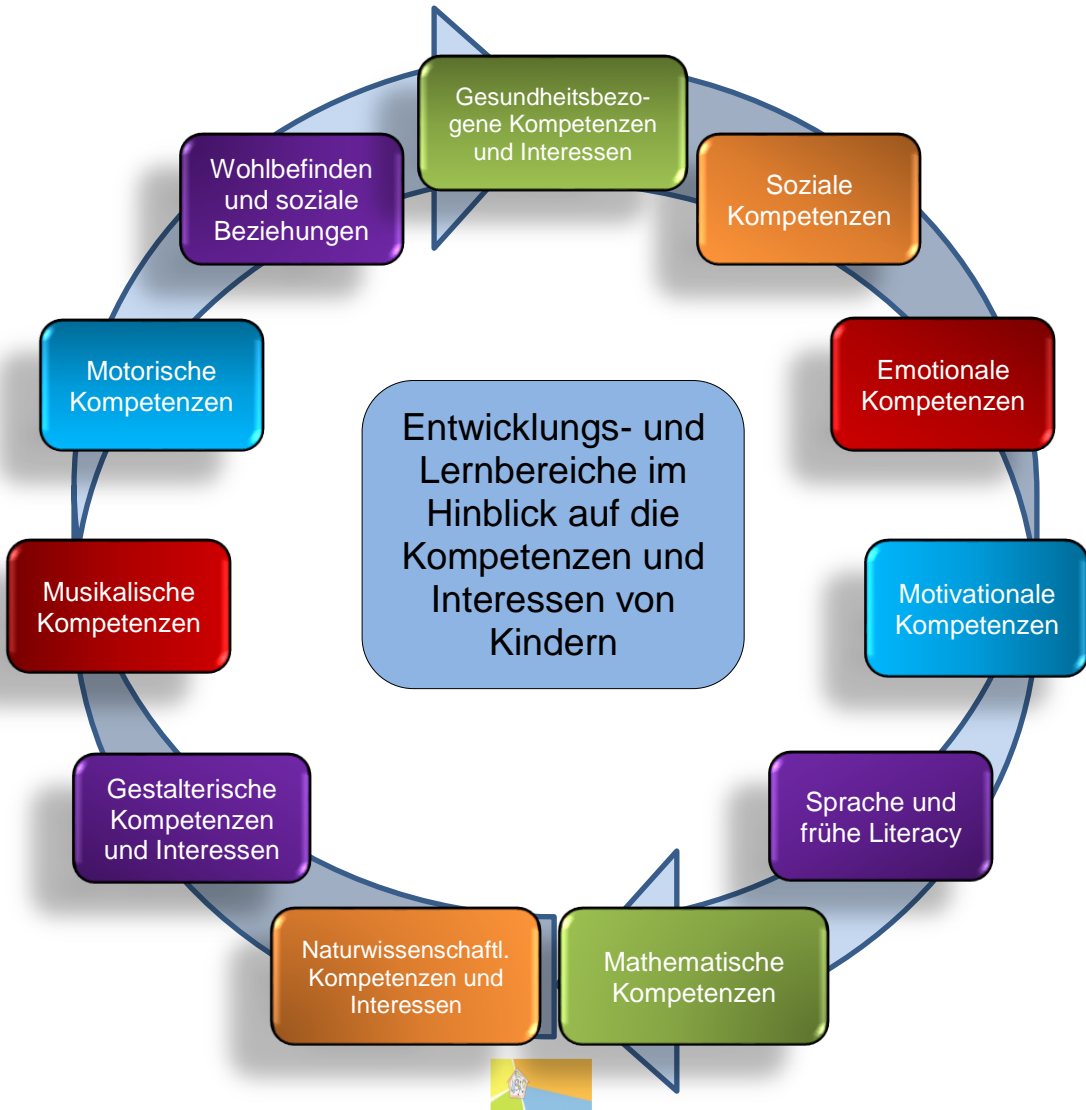 Gesundheitsbezo-
gene Kompetenzen
und Interessen
Soziale
Kompetenzen
Emotionale
Kompetenzen
Motivationale
Kompetenzen
Sprache und
frühe Literacy
Mathematische
Kompetenzen
Naturwissenschaftl.
Kompetenzen und
Interessen
Gestalterische
Kompetenzen
und Interessen
Musikalische
Kompetenzen
Motorische
Kompetenzen
Wohlbefinden
und soziale
Beziehungen
Entwicklungs- und
Lernbereiche im
Hinblick auf die
Kompetenzen und
Interessen von
Kindern